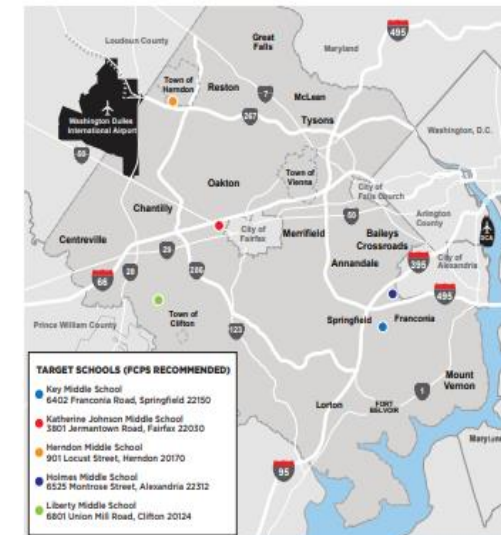 Loudoun County
Great
Falls
Maryland
495
Town of
Herndon
Reston
7
McLean
Washington Dulles
International Airport
267
Tysons
Washington, D.C.
50
Town of
Vienna
Oakton
City of
Falls Church
Arlington
County
Chantilly
50
Centreville
City of
Fairfax
Merrifield
Baileys
Crossroads
DCA
29
395
City of
Alexandria
Annandale
66
28
286
495
Town of
Clifton
Prince William County
123
Springfield
Franconia
Mount
Vernon
1
Lorton
FORT
BELVOIR
Maryland
95
TARGET SCHOOLS (FCPS RECOMMENDED)
Key Middle School
6402 Franconia Road, Springfield 22150
Katherine Johnson Middle School
3801 Jermantown Road, Fairfax 22030
Herndon Middle School
901 Locust Street, Herndon 20170
Holmes Middle School
6525 Montrose Street, Alexandria 22312
Liberty Middle School
6801 Union Mill Road, Clifton 20124